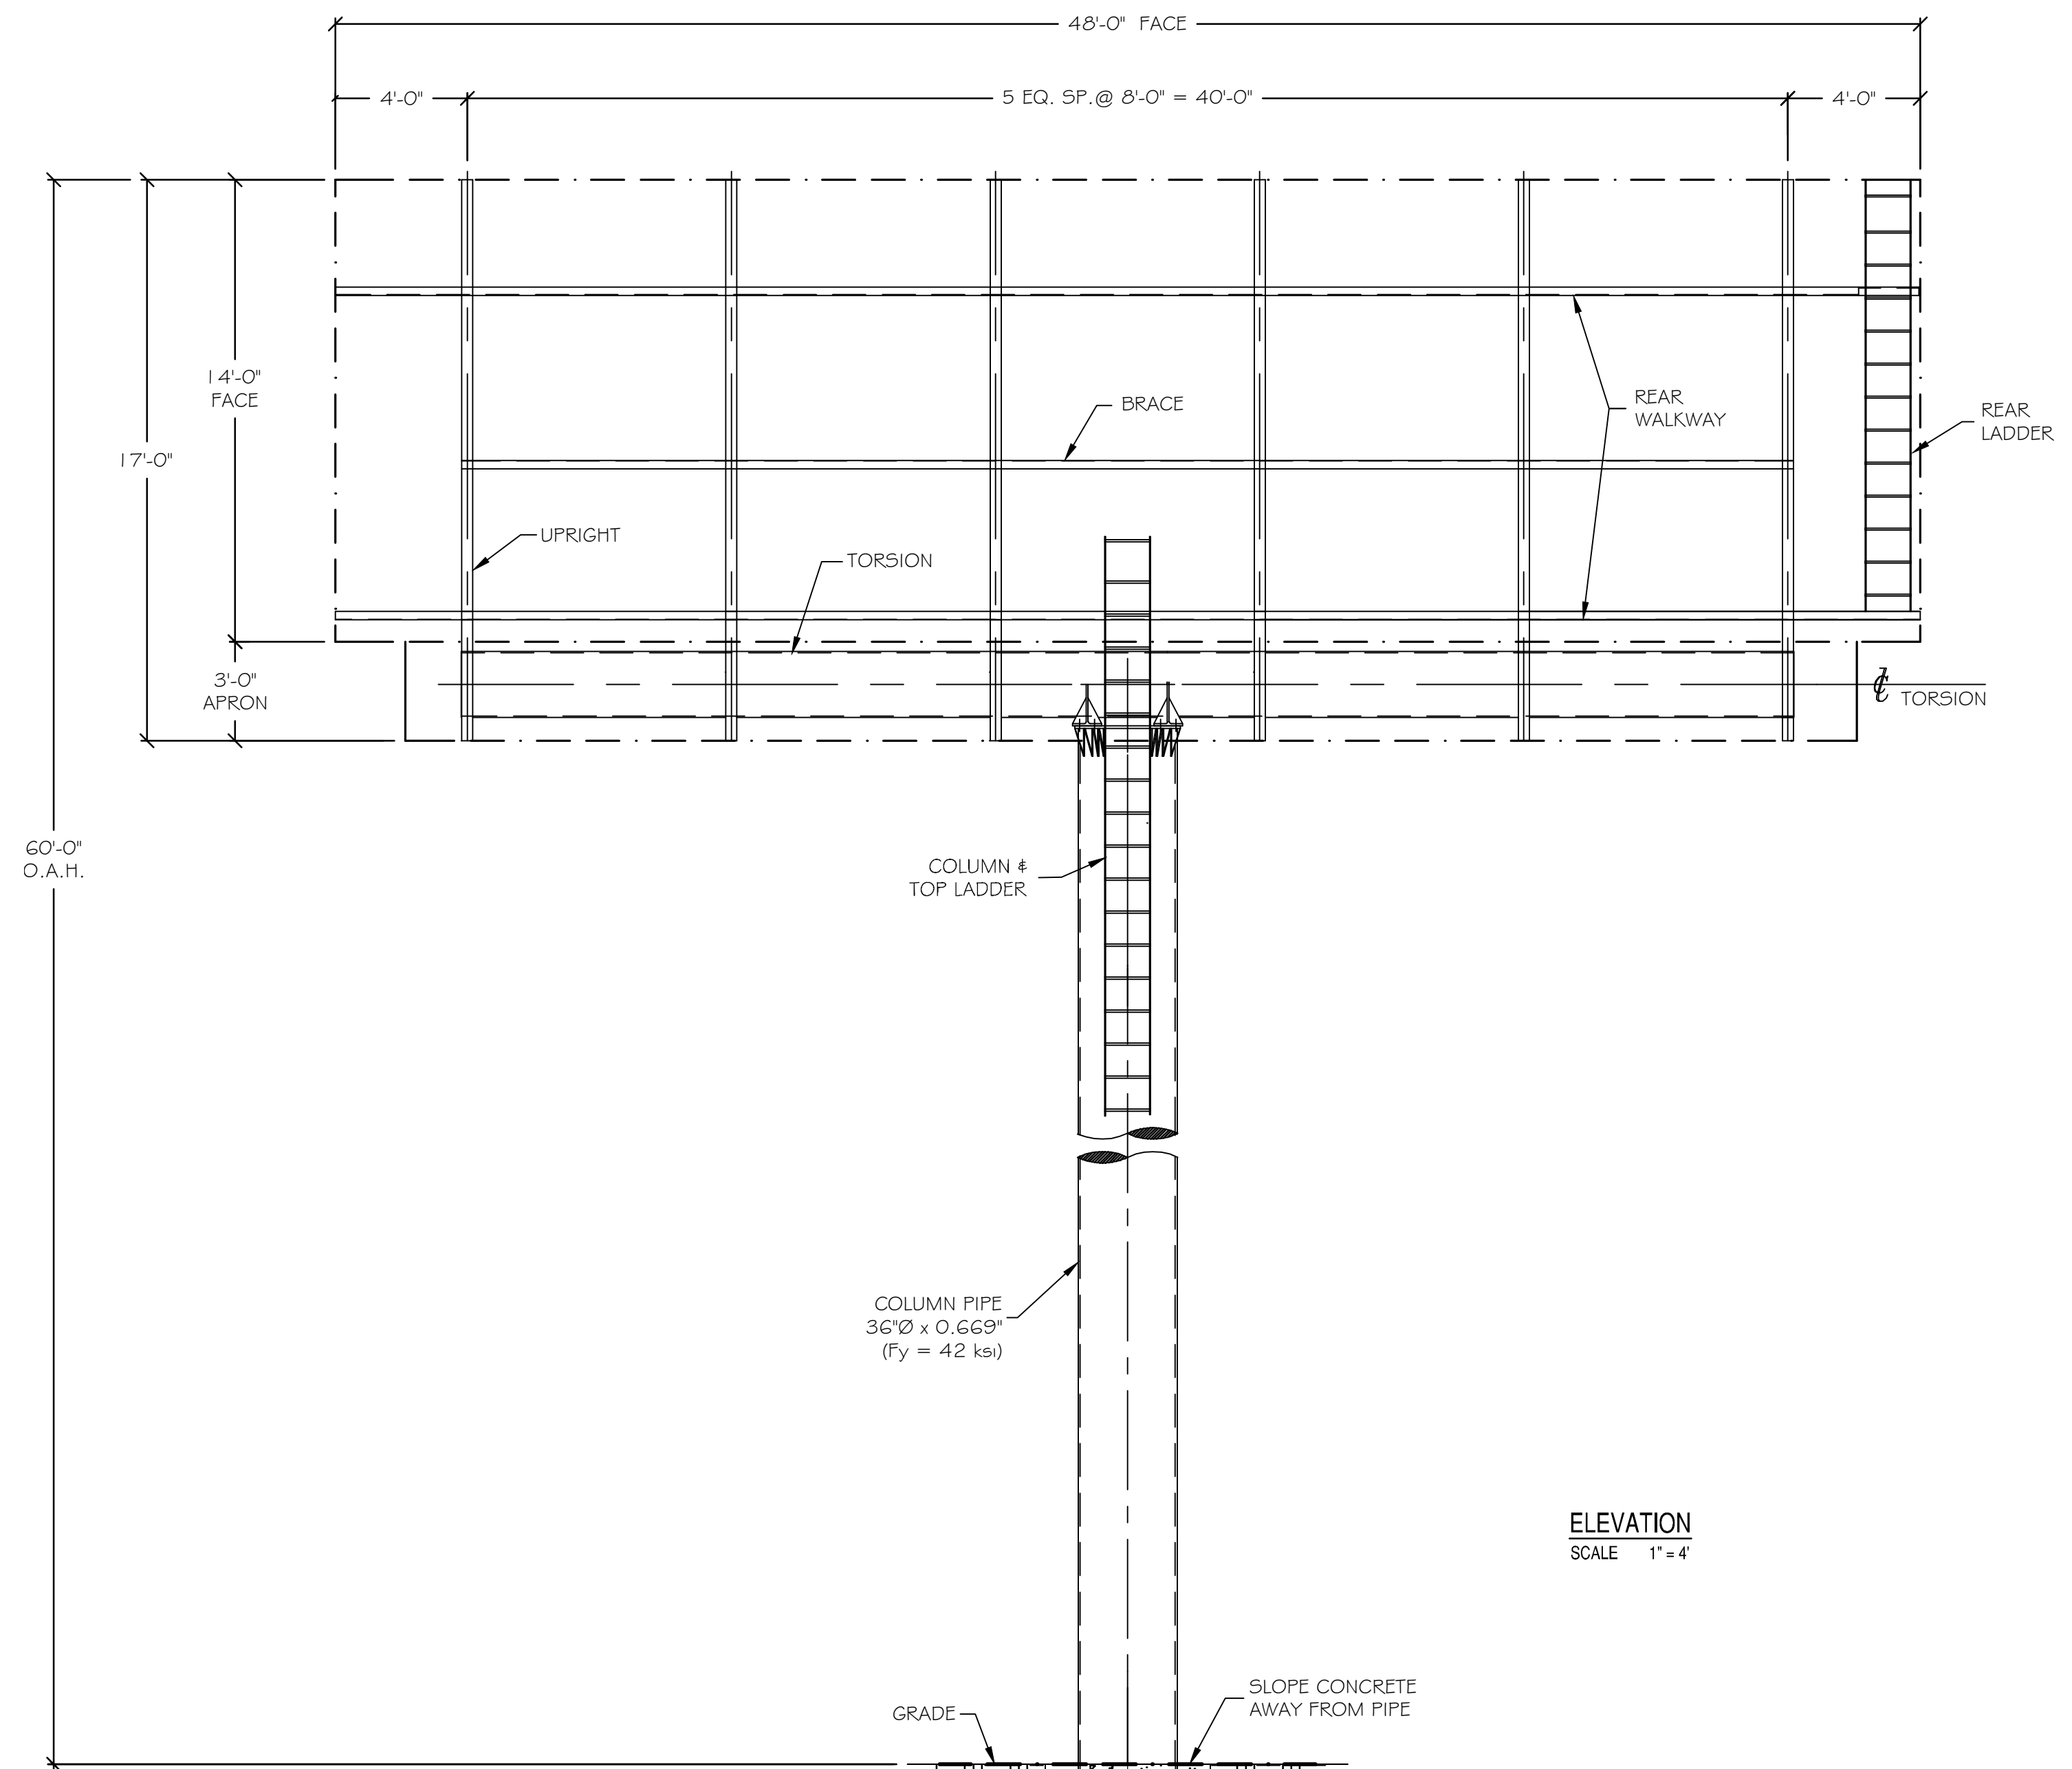 48'-0" FACE
4'-0"
5 EQ. SP.@ 8'-0" = 40'-0"
4'-0"
14'-0"
FACE
17'-0"
BRACE
REAR
WALKWAY
REAR
LADDER
UPRIGHT
TORSION
3'-0"
APRON
℄ TORSION
60'-0"
O.A.H.
COLUMN &
TOP LADDER
COLUMN PIPE
36"Ø x 0.669"
(Fy = 42 ksi)
ELEVATION
SCALE 1" = 4'
SLOPE CONCRETE
AWAY FROM PIPE
GRADE